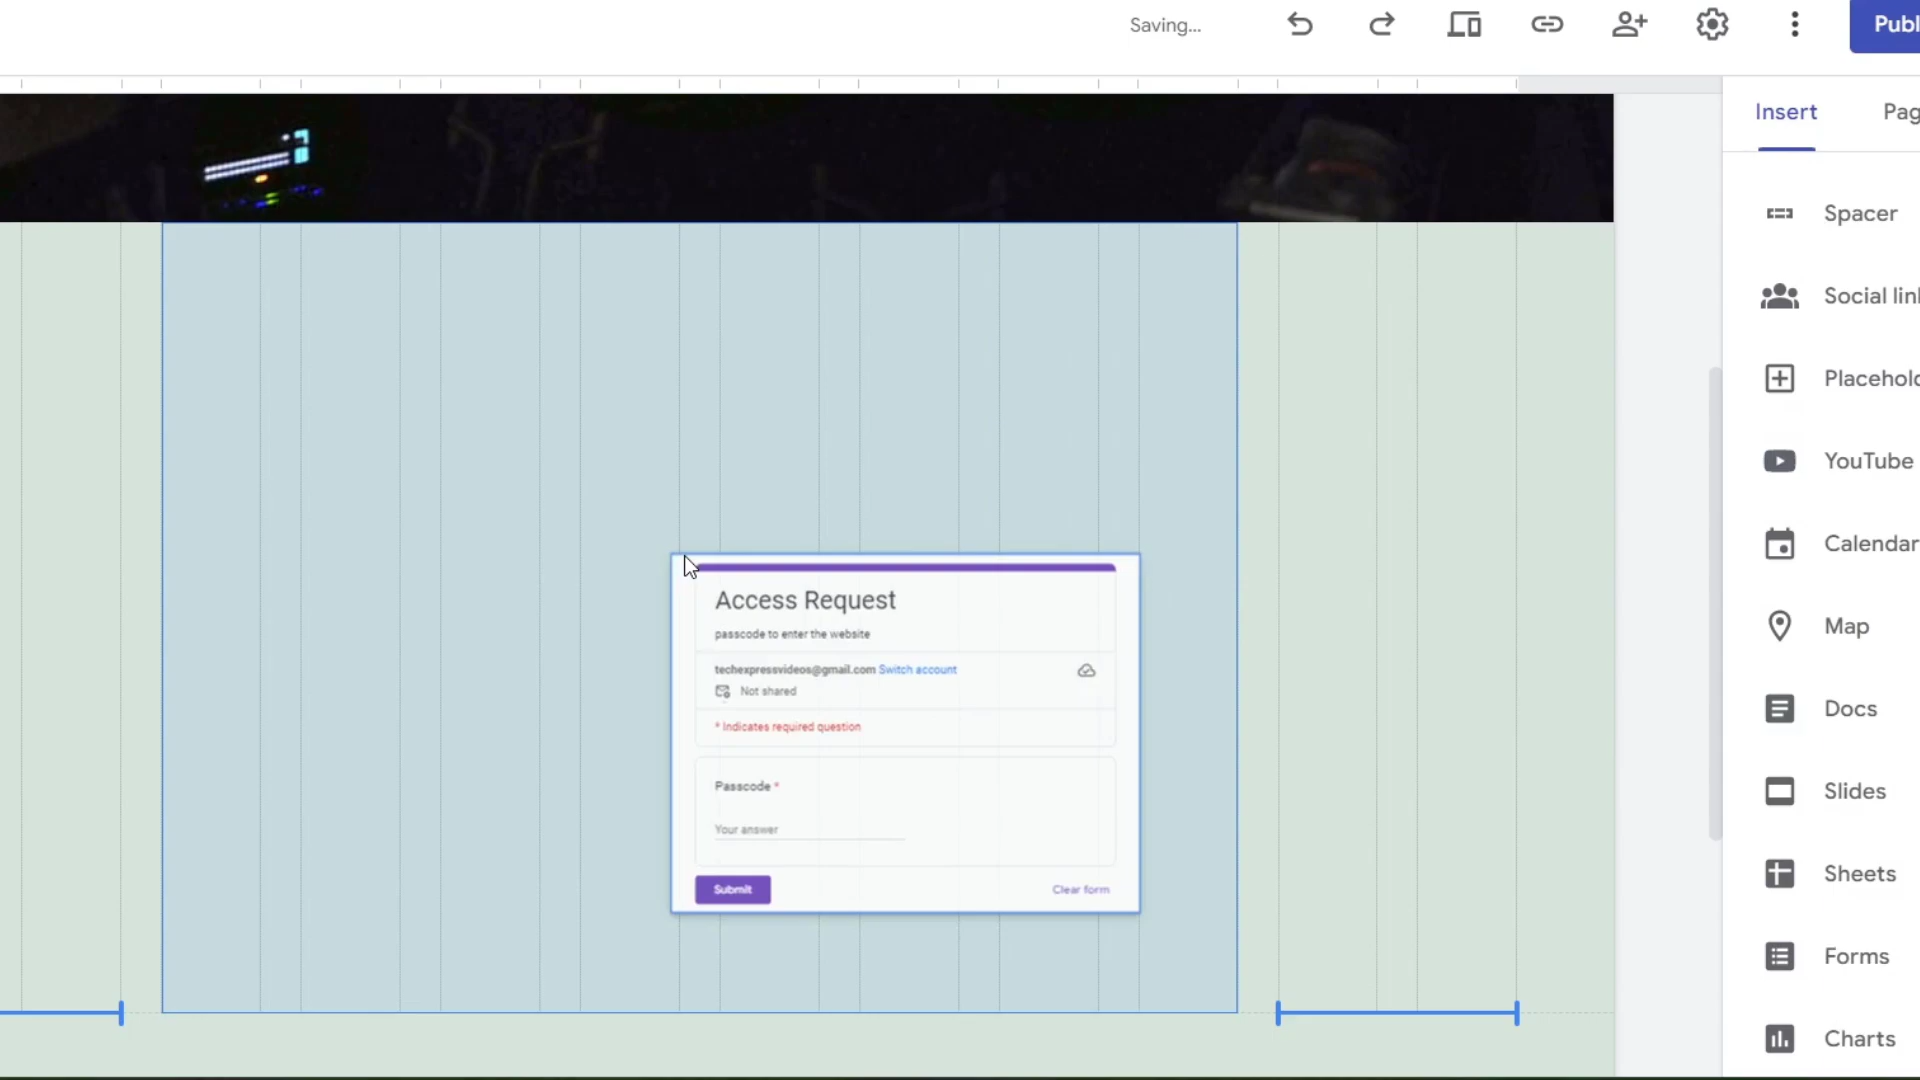 Saving...
Publ
Insert
Pag
Spacer
Social lin
Placehol
YouTube
Calendar
Map
Docs
Slides
Sheets
Forms
Charts
Access Request
passcode to enter the website
techexpressvideos@gmail.com Switch account
Not shared
* Indicates required question
Passcode *
Your answer
Submit
Clear form